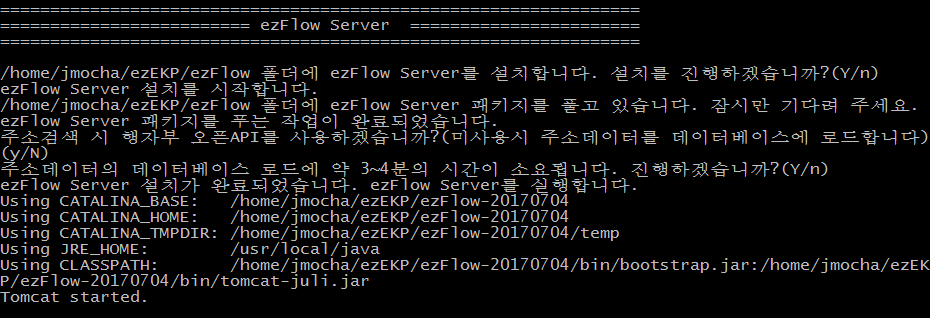 ================================================================
========================= ezFlow Server  =======================
================================================================
/home/jmocha/ezEKP/ezFlow 폴더에 ezFlow Server를 설치합니다. 설치를 진행하겠습니까?(Y/n)
ezFlow Server 설치를 시작합니다.
/home/jmocha/ezEKP/ezFlow 폴더에 ezFlow Server 패키지를 풀고 있습니다. 잠시만 기다려 주세요.
ezFlow Server 패키지를 푸는 작업이 완료되었습니다.
주소검색 시 행자부 오픈API를 사용하겠습니까?(미사용시 주소데이터를 데이터베이스에 로드합니다)
(y/N)
주소데이터의 데이터베이스 로드에 약 3~4분의 시간이 소요됩니다. 진행하겠습니까?(Y/n)
ezFlow Server 설치가 완료되었습니다. ezFlow Server를 실행합니다.
Using CATALINA_BASE:   /home/jmocha/ezEKP/ezFlow-20170704
Using CATALINA_HOME:   /home/jmocha/ezEKP/ezFlow-20170704
Using CATALINA_TMPDIR: /home/jmocha/ezEKP/ezFlow-20170704/temp
Using JRE_HOME:        /usr/local/java
Using CLASSPATH:       /home/jmocha/ezEKP/ezFlow-20170704/bin/bootstrap.jar:/home/jmocha/ezEK
P/ezFlow-20170704/bin/tomcat-juli.jar
Tomcat started.